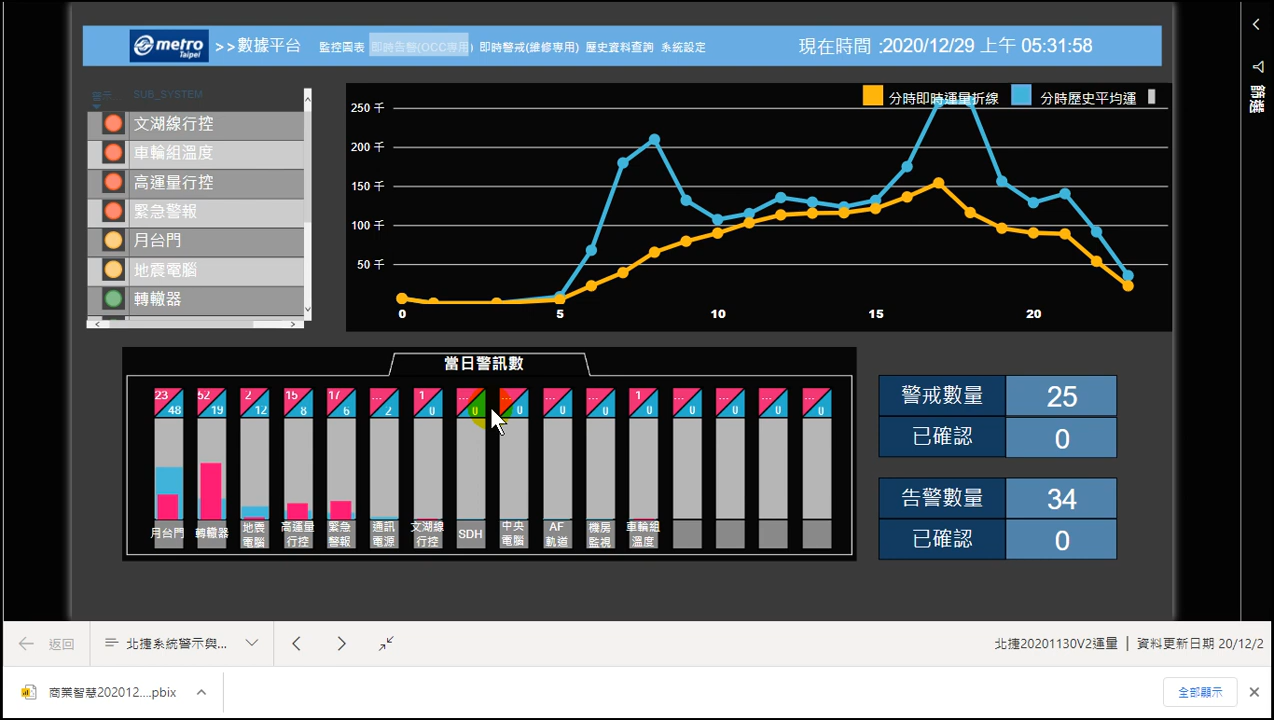 metro
Taipei
>>數據平台
監控圖表 即時告警(OCC專用) 即時警戒(維修專用) 歷史資料查詢 系統設定
現在時間 :2020/12/29 上午 05:31:58
篩選
SUB_SYSTEM
文湖線行控
車輪組溫度
高運量行控
緊急警報
月台門
地震電腦
轉轍器
分時即時運量折線 分時歷史平均運
250 千
200 千
150 千
100 千
50 千
0 5 10 15 20
當日警訊數
23 52 2 15 17 ... ... 1 ... ... ... ... 1 ... ... ... ...
48 19 12 8 6 2 0 0 0 0 0 0 0 0 0 0
月台門
轉轍器
地震
電腦
高運量
行控
緊急
警報
通訊
電源
文湖線
行控
SDH
中央
電腦
AF
軌道
機房
監視
車輪組
溫度
警戒數量 25
已確認 0
告警數量 34
已確認 0
返回
北捷系統警示與...
北捷20201130V2運量 | 資料更新日期 20/12/2
商業智慧202012....pbix
全部顯示